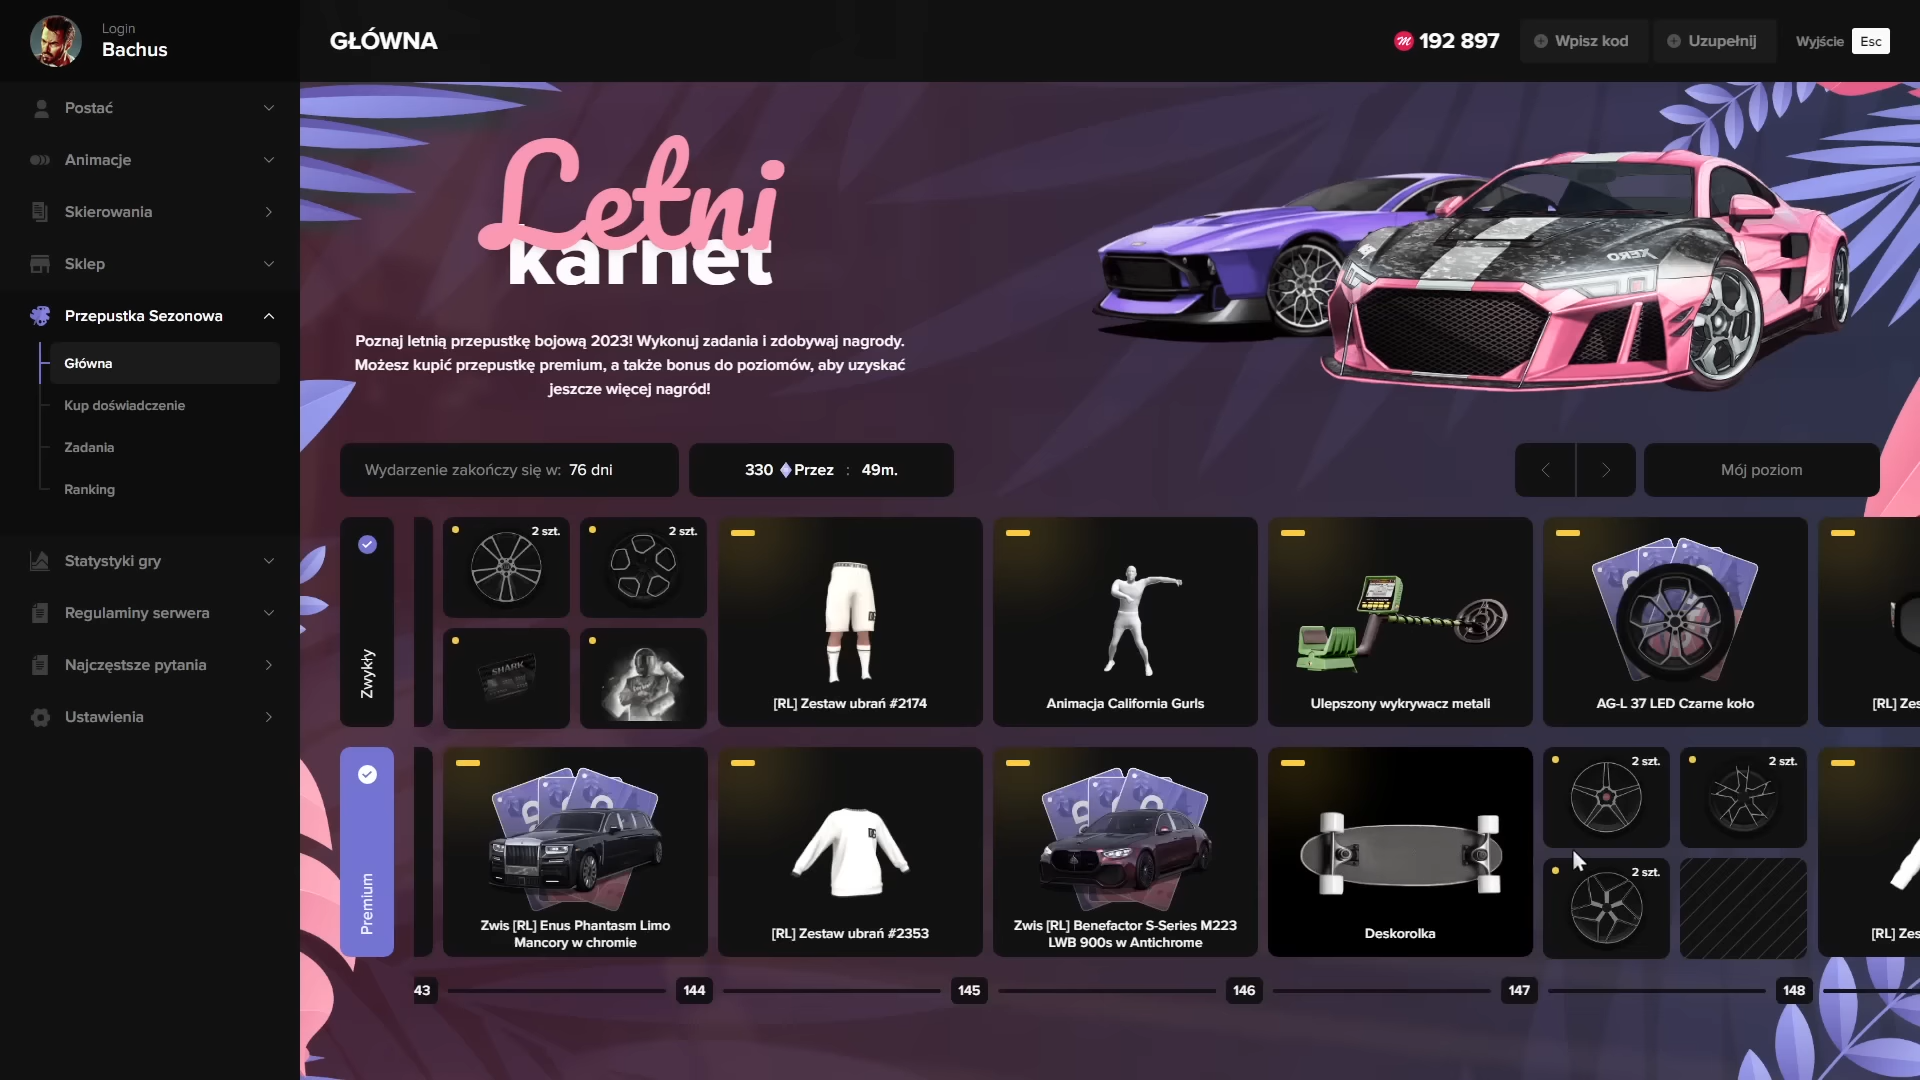 Login
Bachus
GŁÓWNA
192 897
Wpisz kod
Uzupełnij
Wyjście
Esc
Postać
Animacje
Skierowania
Sklep
Przepustka Sezonowa
Główna
Kup doświadczenie
Zadania
Ranking
Statystyki gry
Regulaminy serwera
Najczęstsze pytania
Ustawienia
Letni
karnet
Poznaj letnią przepustkę bojową 2023! Wykonuj zadania i zdobywaj nagrody.
Możesz kupić przepustkę premium, a także bonus do poziomów, aby uzyskać
jeszcze więcej nagród!
XERO
Wydarzenie zakończy się w: 76 dni
330 Przez : 49m.
Mój poziom
Zwykły
2 szt.
2 szt.
SHARK
[RL] Zestaw ubrań #2174
Animacja California Gurls
Ulepszony wykrywacz metali
AG-L 37 LED Czarne koło
[RL] Zes
Premium
Zwis [RL] Enus Phantasm Limo
Mancory w chromie
[RL] Zestaw ubrań #2353
Zwis [RL] Benefactor S-Series M223
LWB 900s w Antichrome
Deskorolka
2 szt.
2 szt.
2 szt.
[RL] Zes
43
144
145
146
147
148